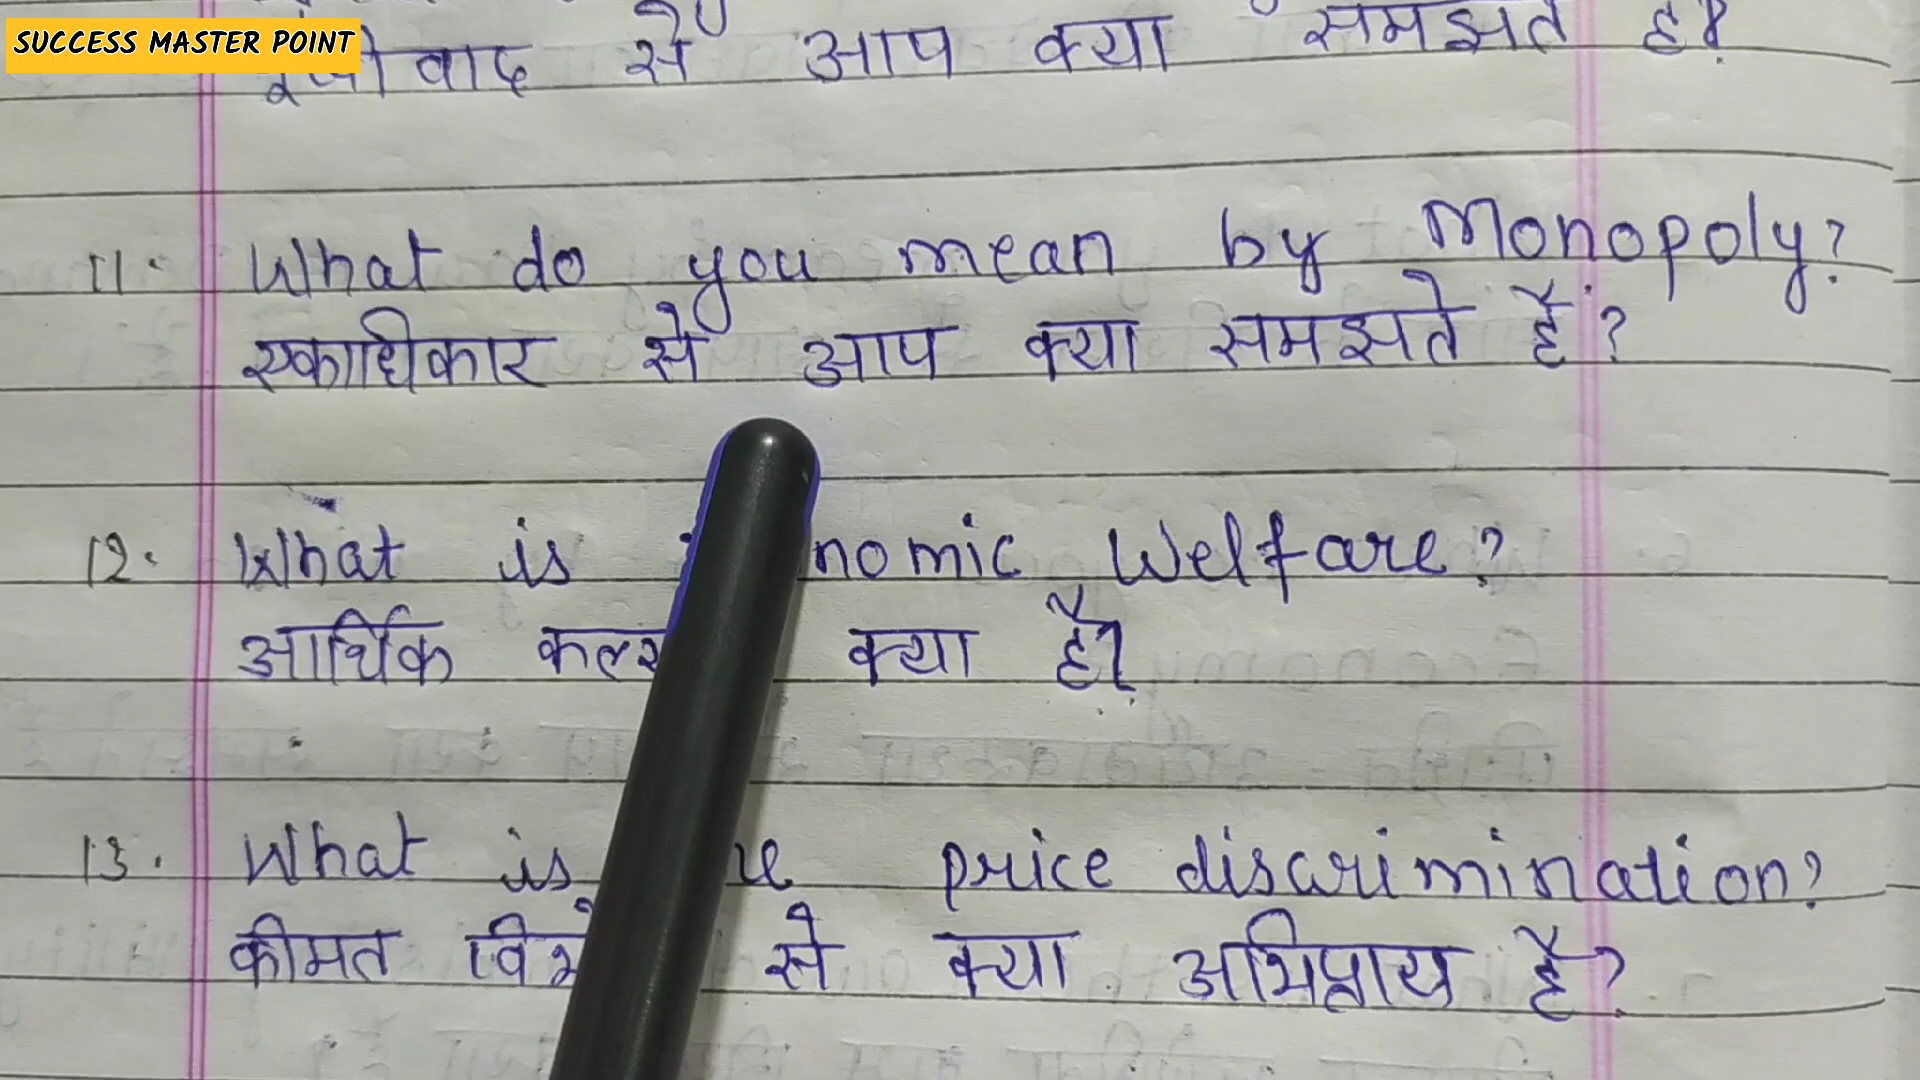 SUCCESS MASTER POINT
से आप क्या समझते है?
11. What do you mean by Monopoly?
एकाधिकार से आप क्या समझते है?
12. What is Welfare?
आर्थिक क्या है?
13. What is price discrimination?
कीमत से क्या अभिप्राय है?